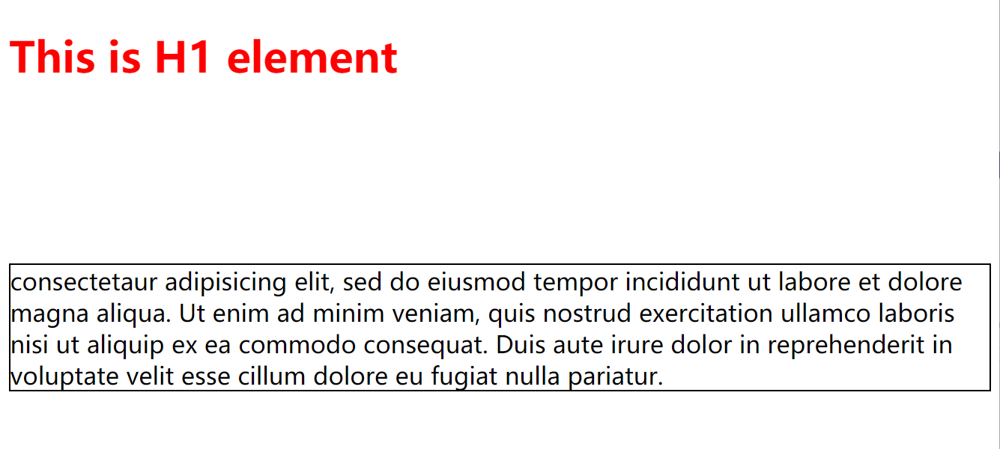 This is H1 element
consectetaur adipisicing elit, sed do eiusmod tempor incididunt ut labore et dolore
magna aliqua. Ut enim ad minim veniam, quis nostrud exercitation ullamco laboris
nisi ut aliquip ex ea commodo consequat. Duis aute irure dolor in reprehenderit in
voluptate velit esse cillum dolore eu fugiat nulla pariatur.